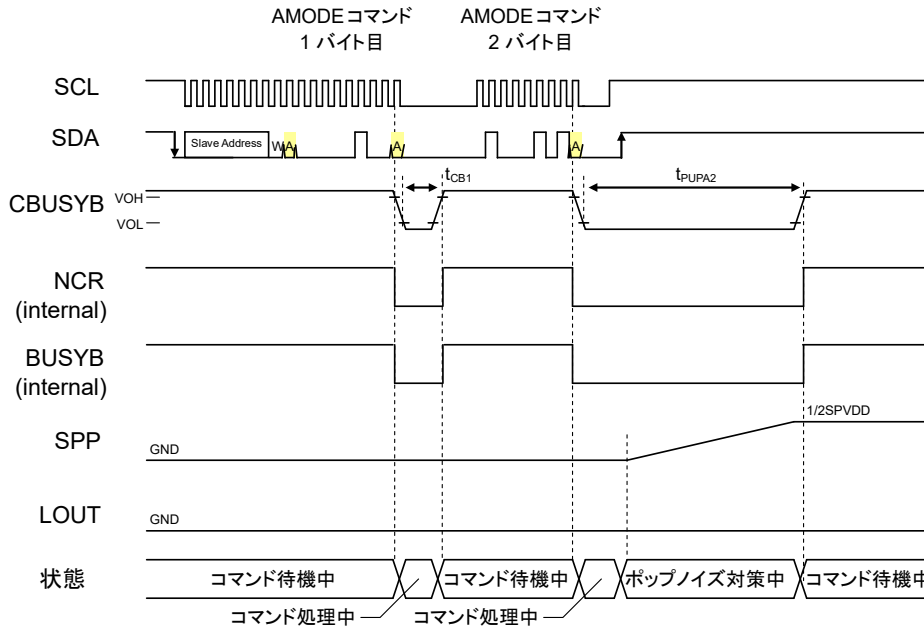 AMODEコマンド
1 バイト目
AMODEコマンド
2 バイト目
SCL
SDA
Slave Address
W
A
A
A
CBUSYB
VOH
VOL
tCB1
tPUPA2
NCR
(internal)
BUSYB
(internal)
SPP
GND
1/2SPVDD
LOUT
GND
状態
コマンド待機中
コマンド待機中
ポップノイズ対策中
コマンド待機中
コマンド処理中
コマンド処理中